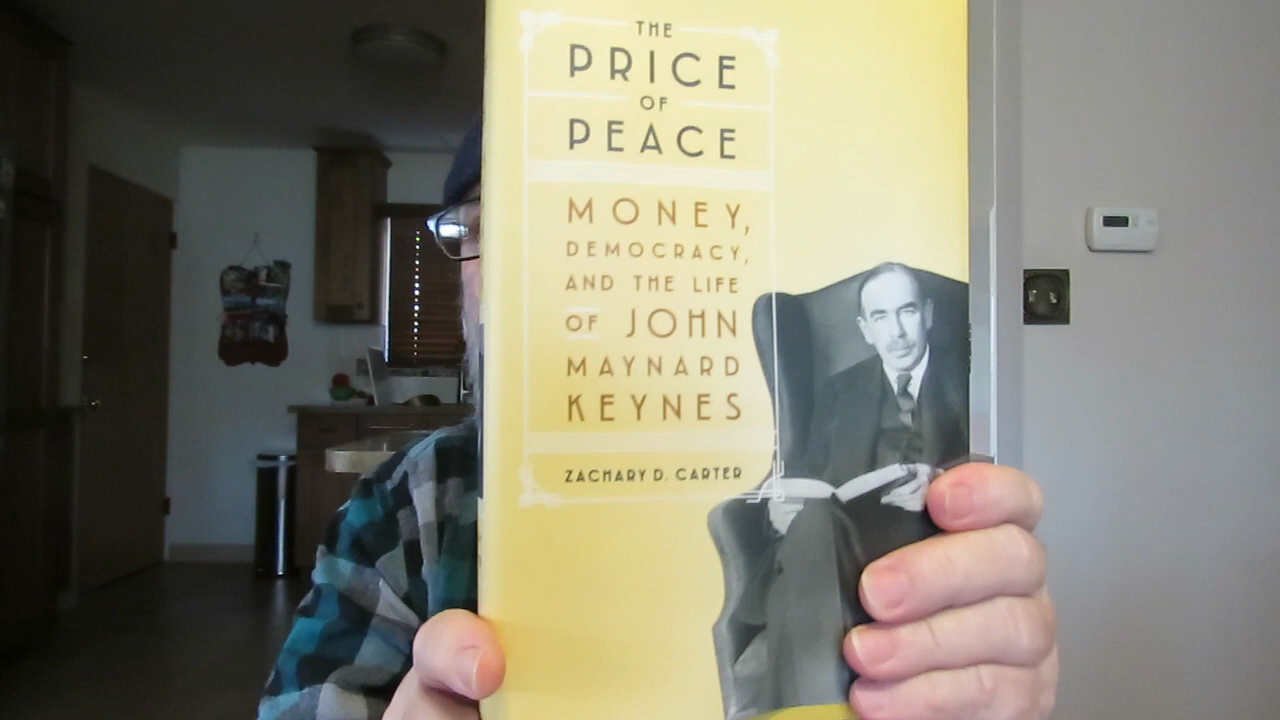 THE
PRICE
OF
PEACE
MONEY,
DEMOCRACY,
AND THE LIFE
OF JOHN
MAYNARD
KEYNES
ZACHARY D. CARTER